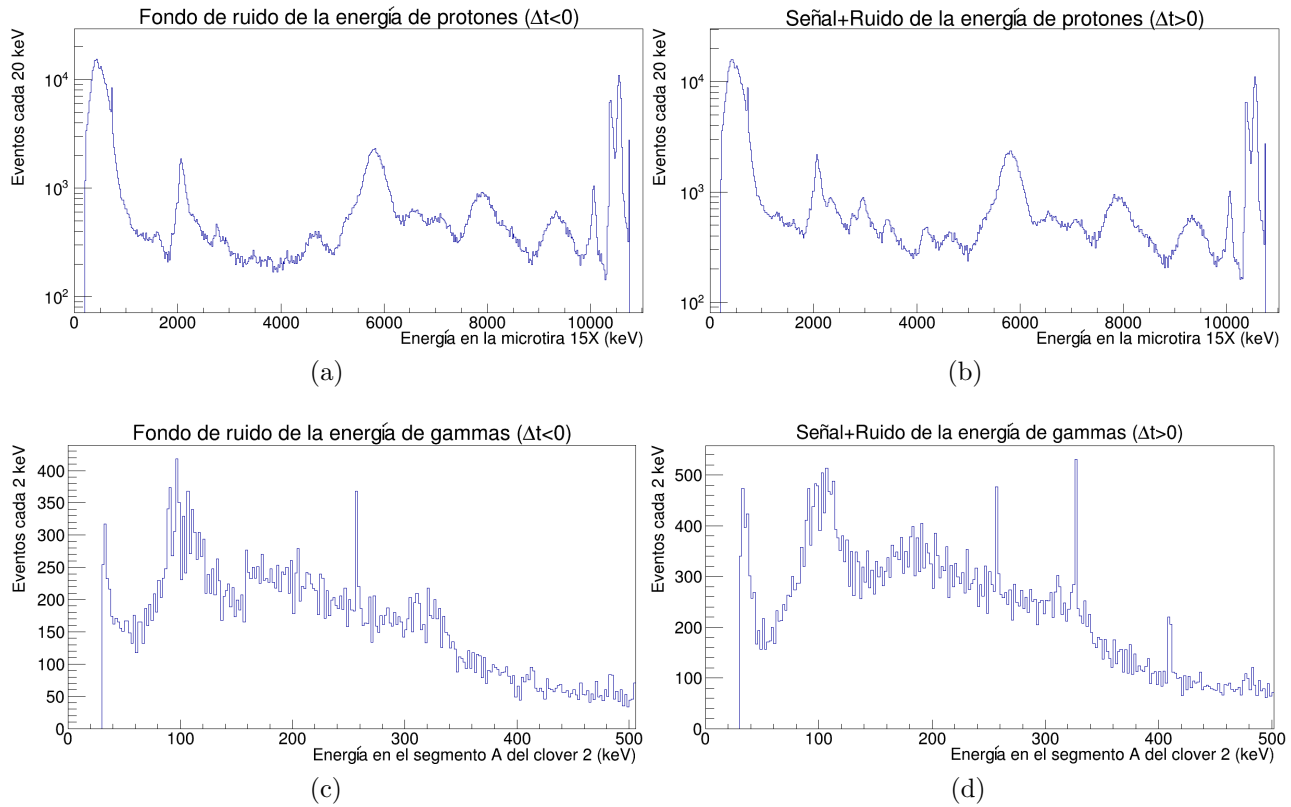 Fondo de ruido de la energía de protones (Δt<0)
Eventos cada 20 keV
10^4
10^3
10^2
0 2000 4000 6000 8000 10000
Energía en la microtira 15X (keV)
(a)
Señal+Ruido de la energía de protones (Δt>0)
Eventos cada 20 keV
10^4
10^3
10^2
0 2000 4000 6000 8000 10000
Energía en la microtira 15X (keV)
(b)
Fondo de ruido de la energía de gammas (Δt<0)
Eventos cada 2 keV
400
350
300
250
200
150
100
50
0
0 100 200 300 400 500
Energía en el segmento A del clover 2 (keV)
(c)
Señal+Ruido de la energía de gammas (Δt>0)
Eventos cada 2 keV
500
400
300
200
100
0
0 100 200 300 400 500
Energía en el segmento A del clover 2 (keV)
(d)